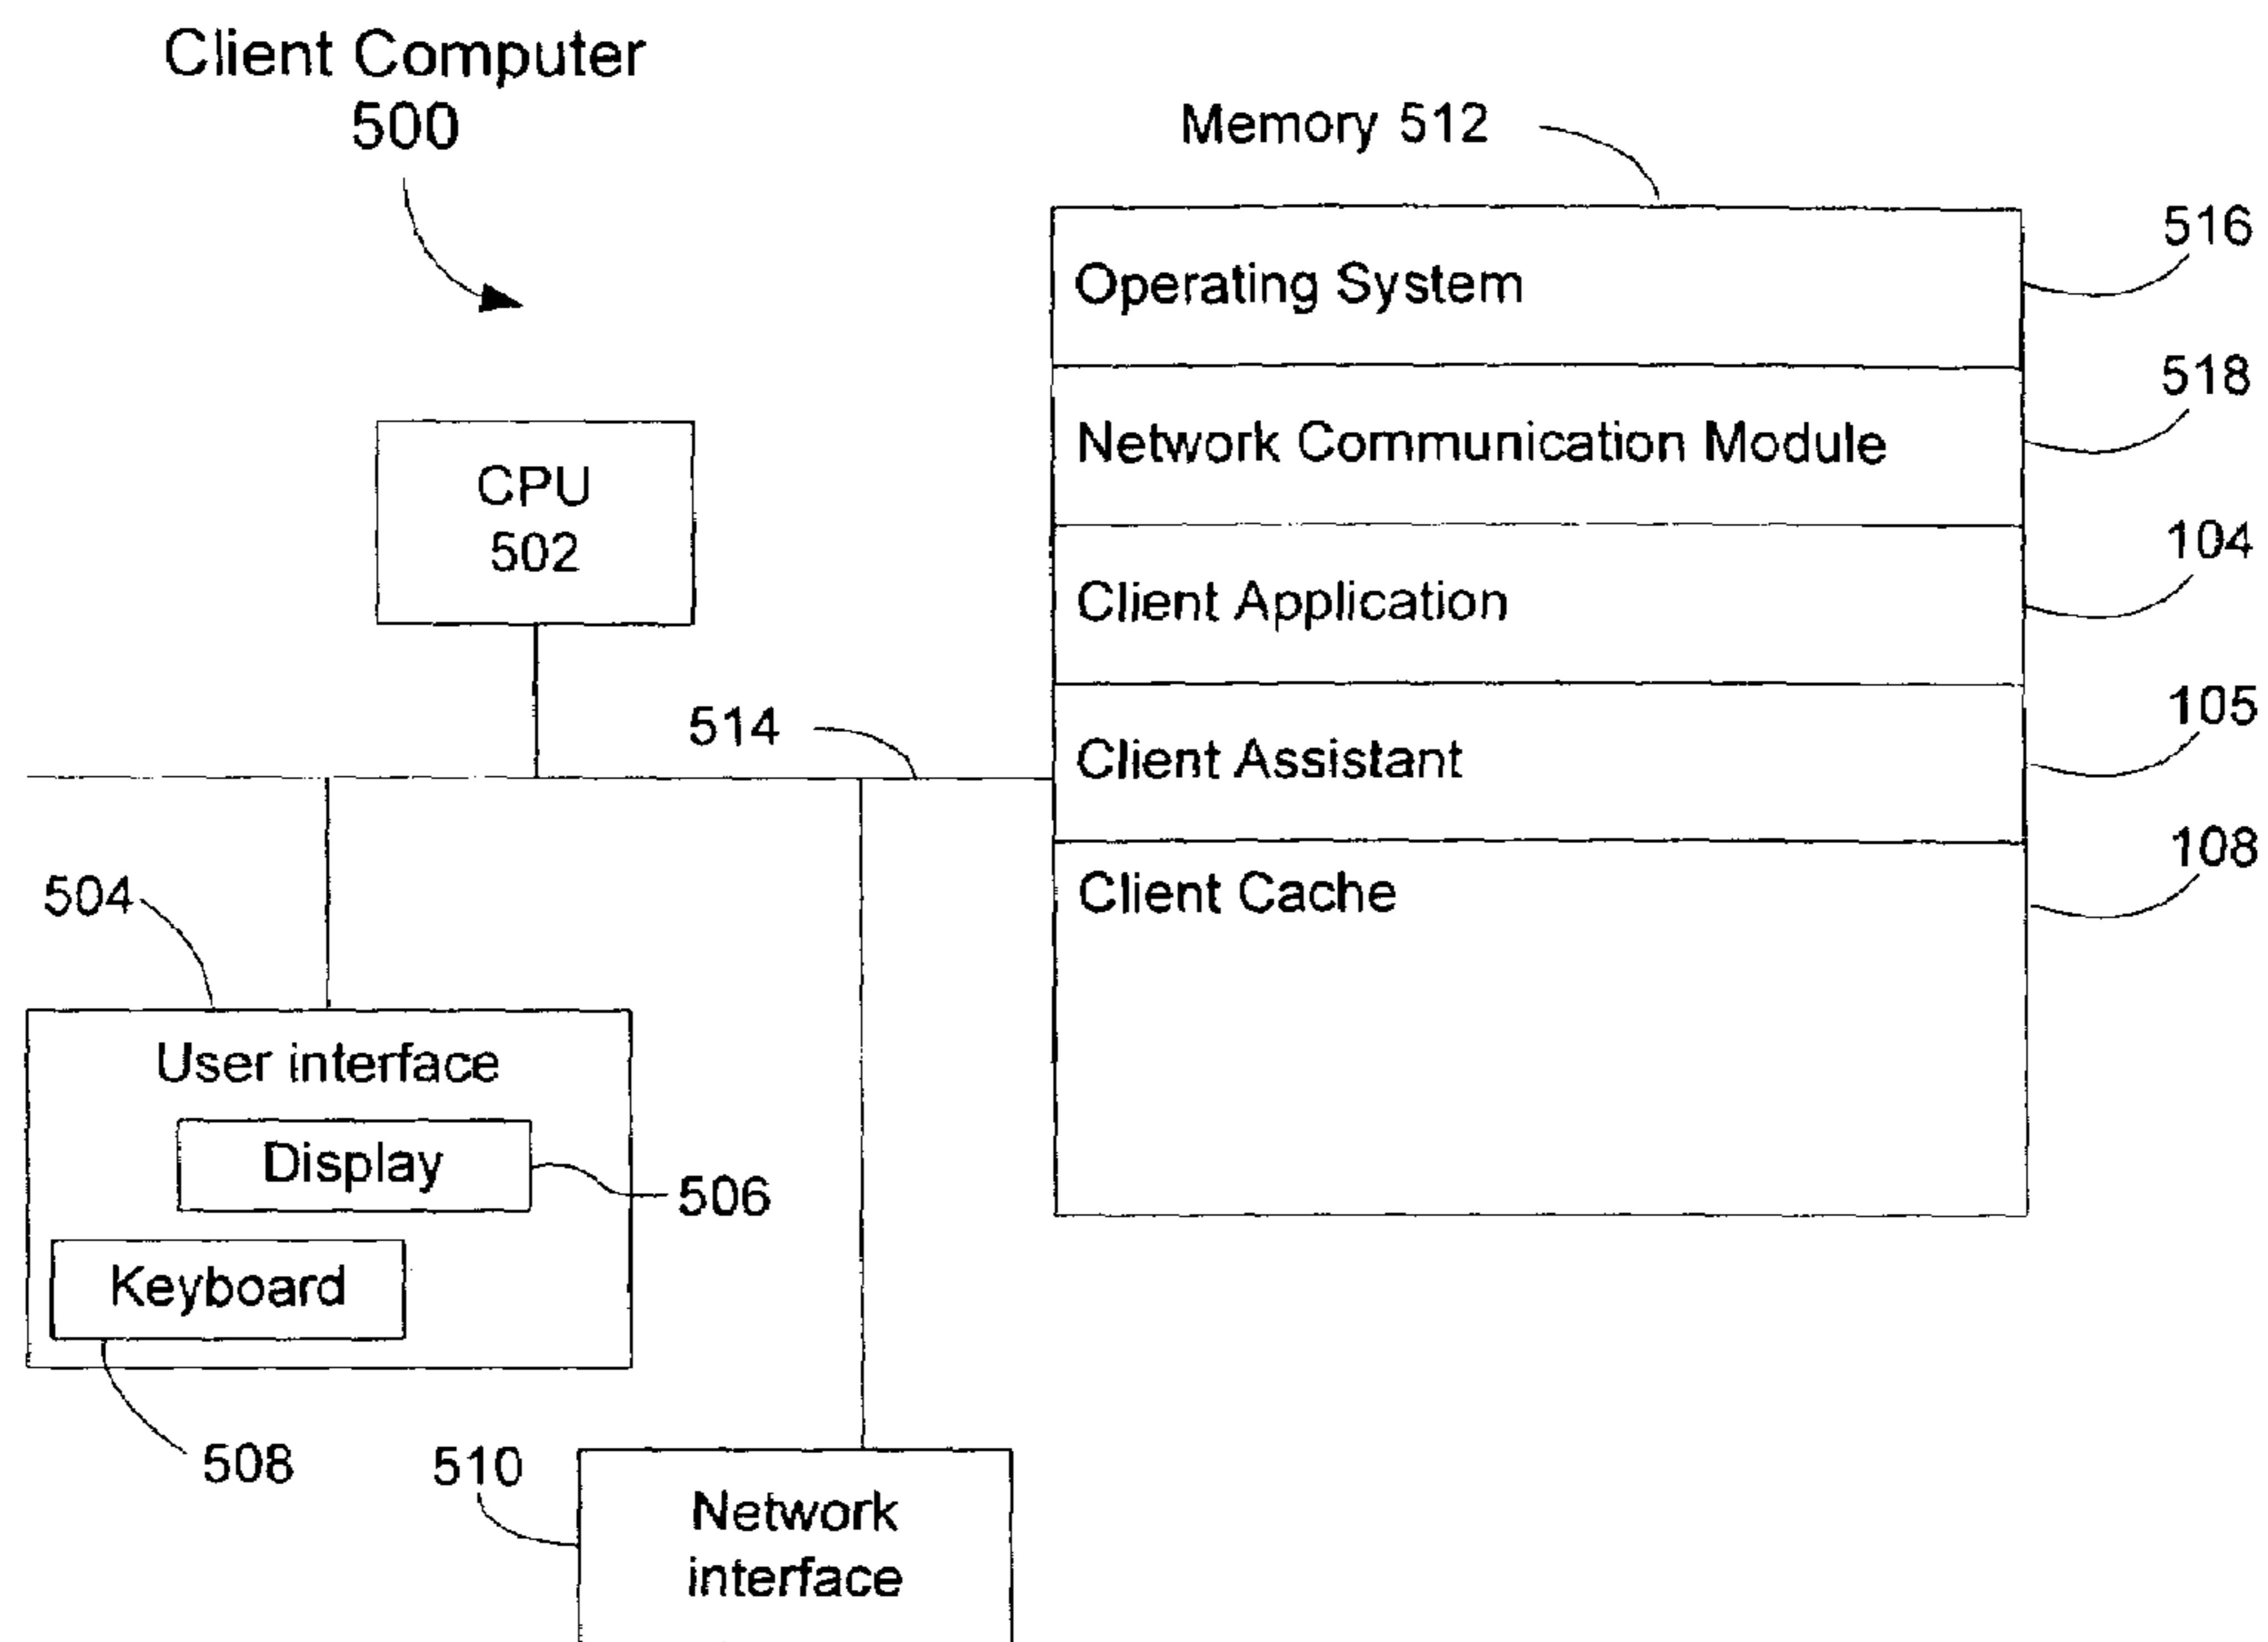 Client Computer
500
Memory 512
Operating System
516
Network Communication Module
518
CPU
502
Client Application
104
514
Client Assistant
105
Client Cache
108
504
User interface
Display
506
Keyboard
508
510
Network
interface